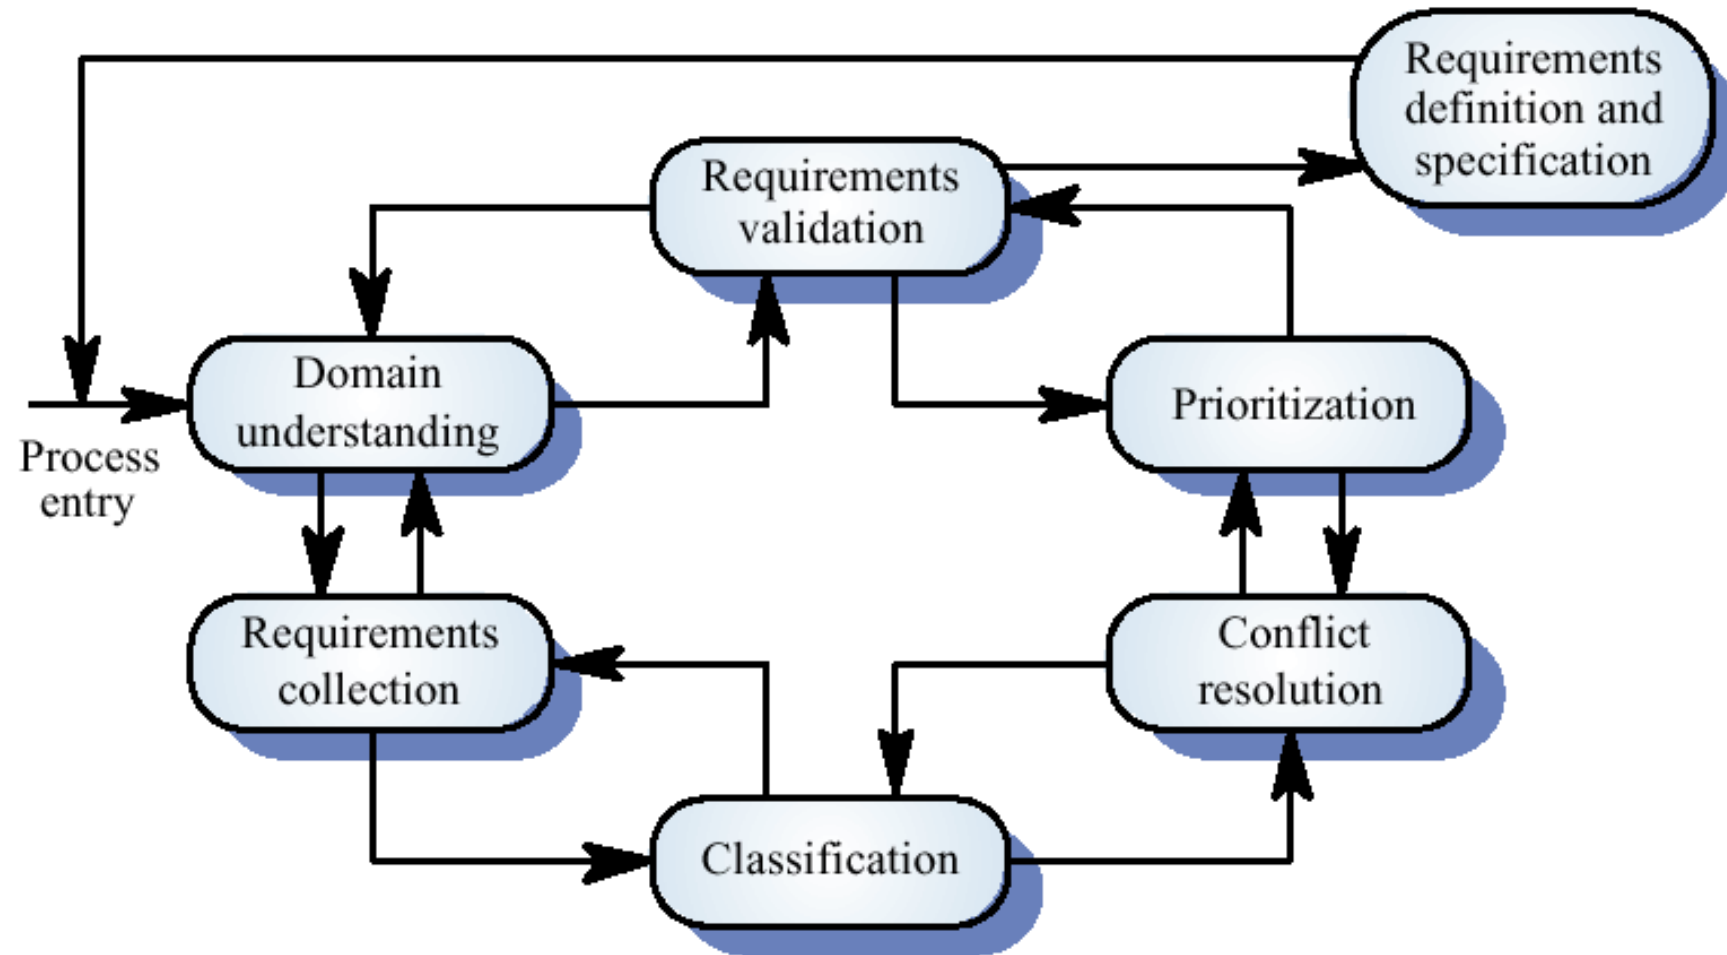 Requirements
definition and
specification
Requirements
validation
Domain
understanding
Prioritization
Process
entry
Requirements
collection
Conflict
resolution
Classification